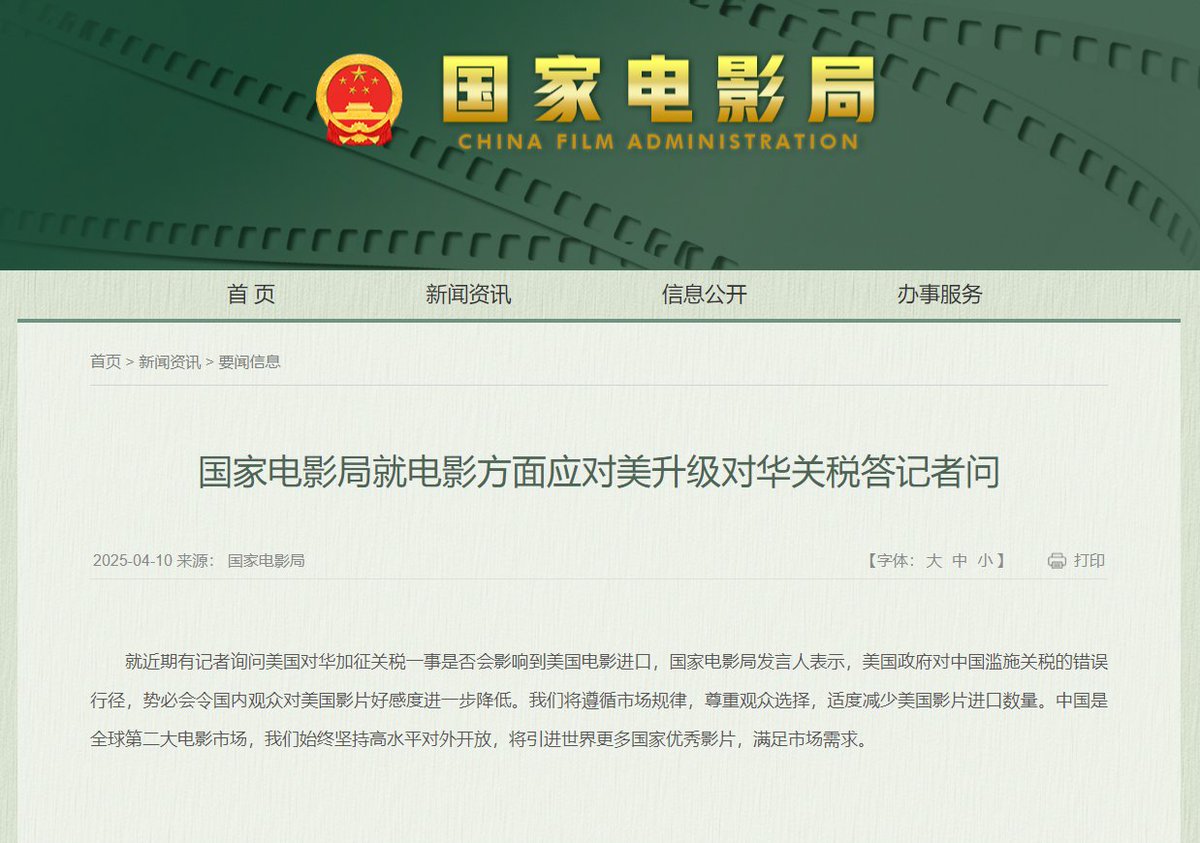 国家电影局
CHINA FILM ADMINISTRATION
首 页 新闻资讯 信息公开 办事服务
首页 > 新闻资讯 > 要闻信息
国家电影局就电影方面应对美升级对华关税答记者问
2025-04-10 来源： 国家电影局 【字体： 大 中 小 】 打印
就近期有记者询问美国对华加征关税一事是否会影响到美国电影进口，国家电影局发言人表示，美国政府对中国滥施关税的错误
行径，势必会令国内观众对美国影片好感度进一步降低。我们将遵循市场规律，尊重观众选择，适度减少美国影片进口数量。中国是
全球第二大电影市场，我们始终坚持高水平对外开放，将引进世界更多国家优秀影片，满足市场需求。